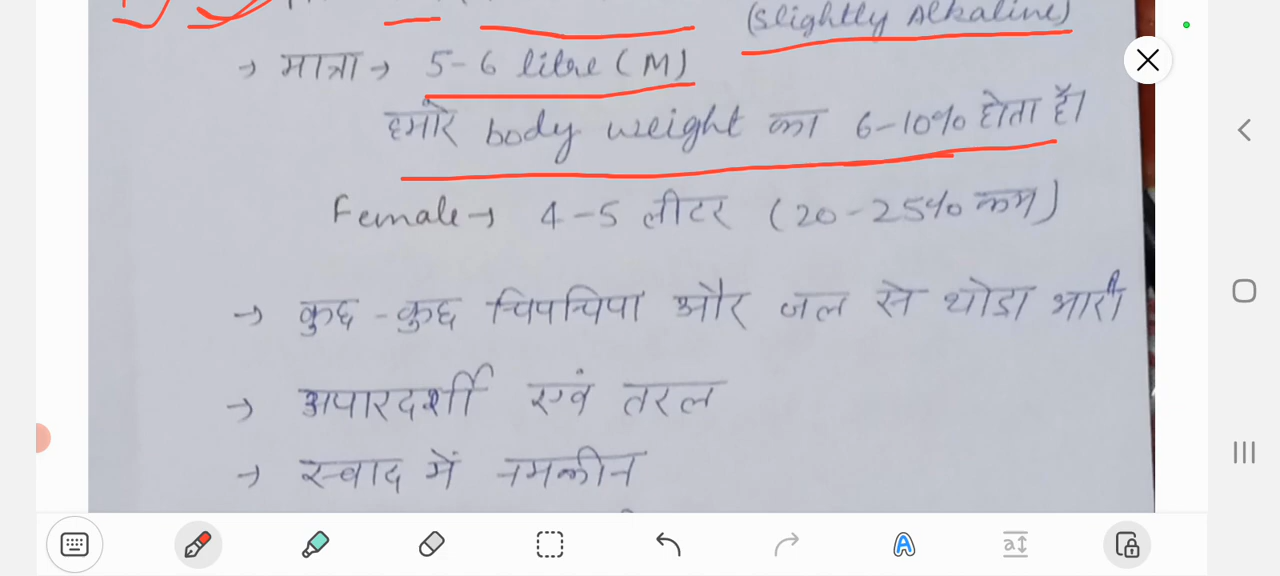 (Slightly Alkaline)
→ मात्रा → 5-6 litre (M)
हमारे body weight का 6-10% होता है।
Female → 4-5 लीटर (20-25% कम)
→ कुछ-कुछ चिपचिपा और जल से थोडा भारी
→ अपारदर्शी एवं तरल
→ स्वाद में नमकीन